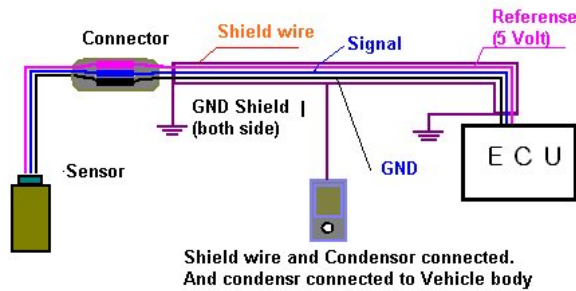 Referense
(5 Volt)
Shield wire
Connector
Signal
GND Shield
(both side)
GND
E C U
Sensor
Shield wire and Condensor connected.
And condensr connected to Vehicle body